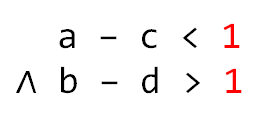 a – c < 1
∧ b – d > 1